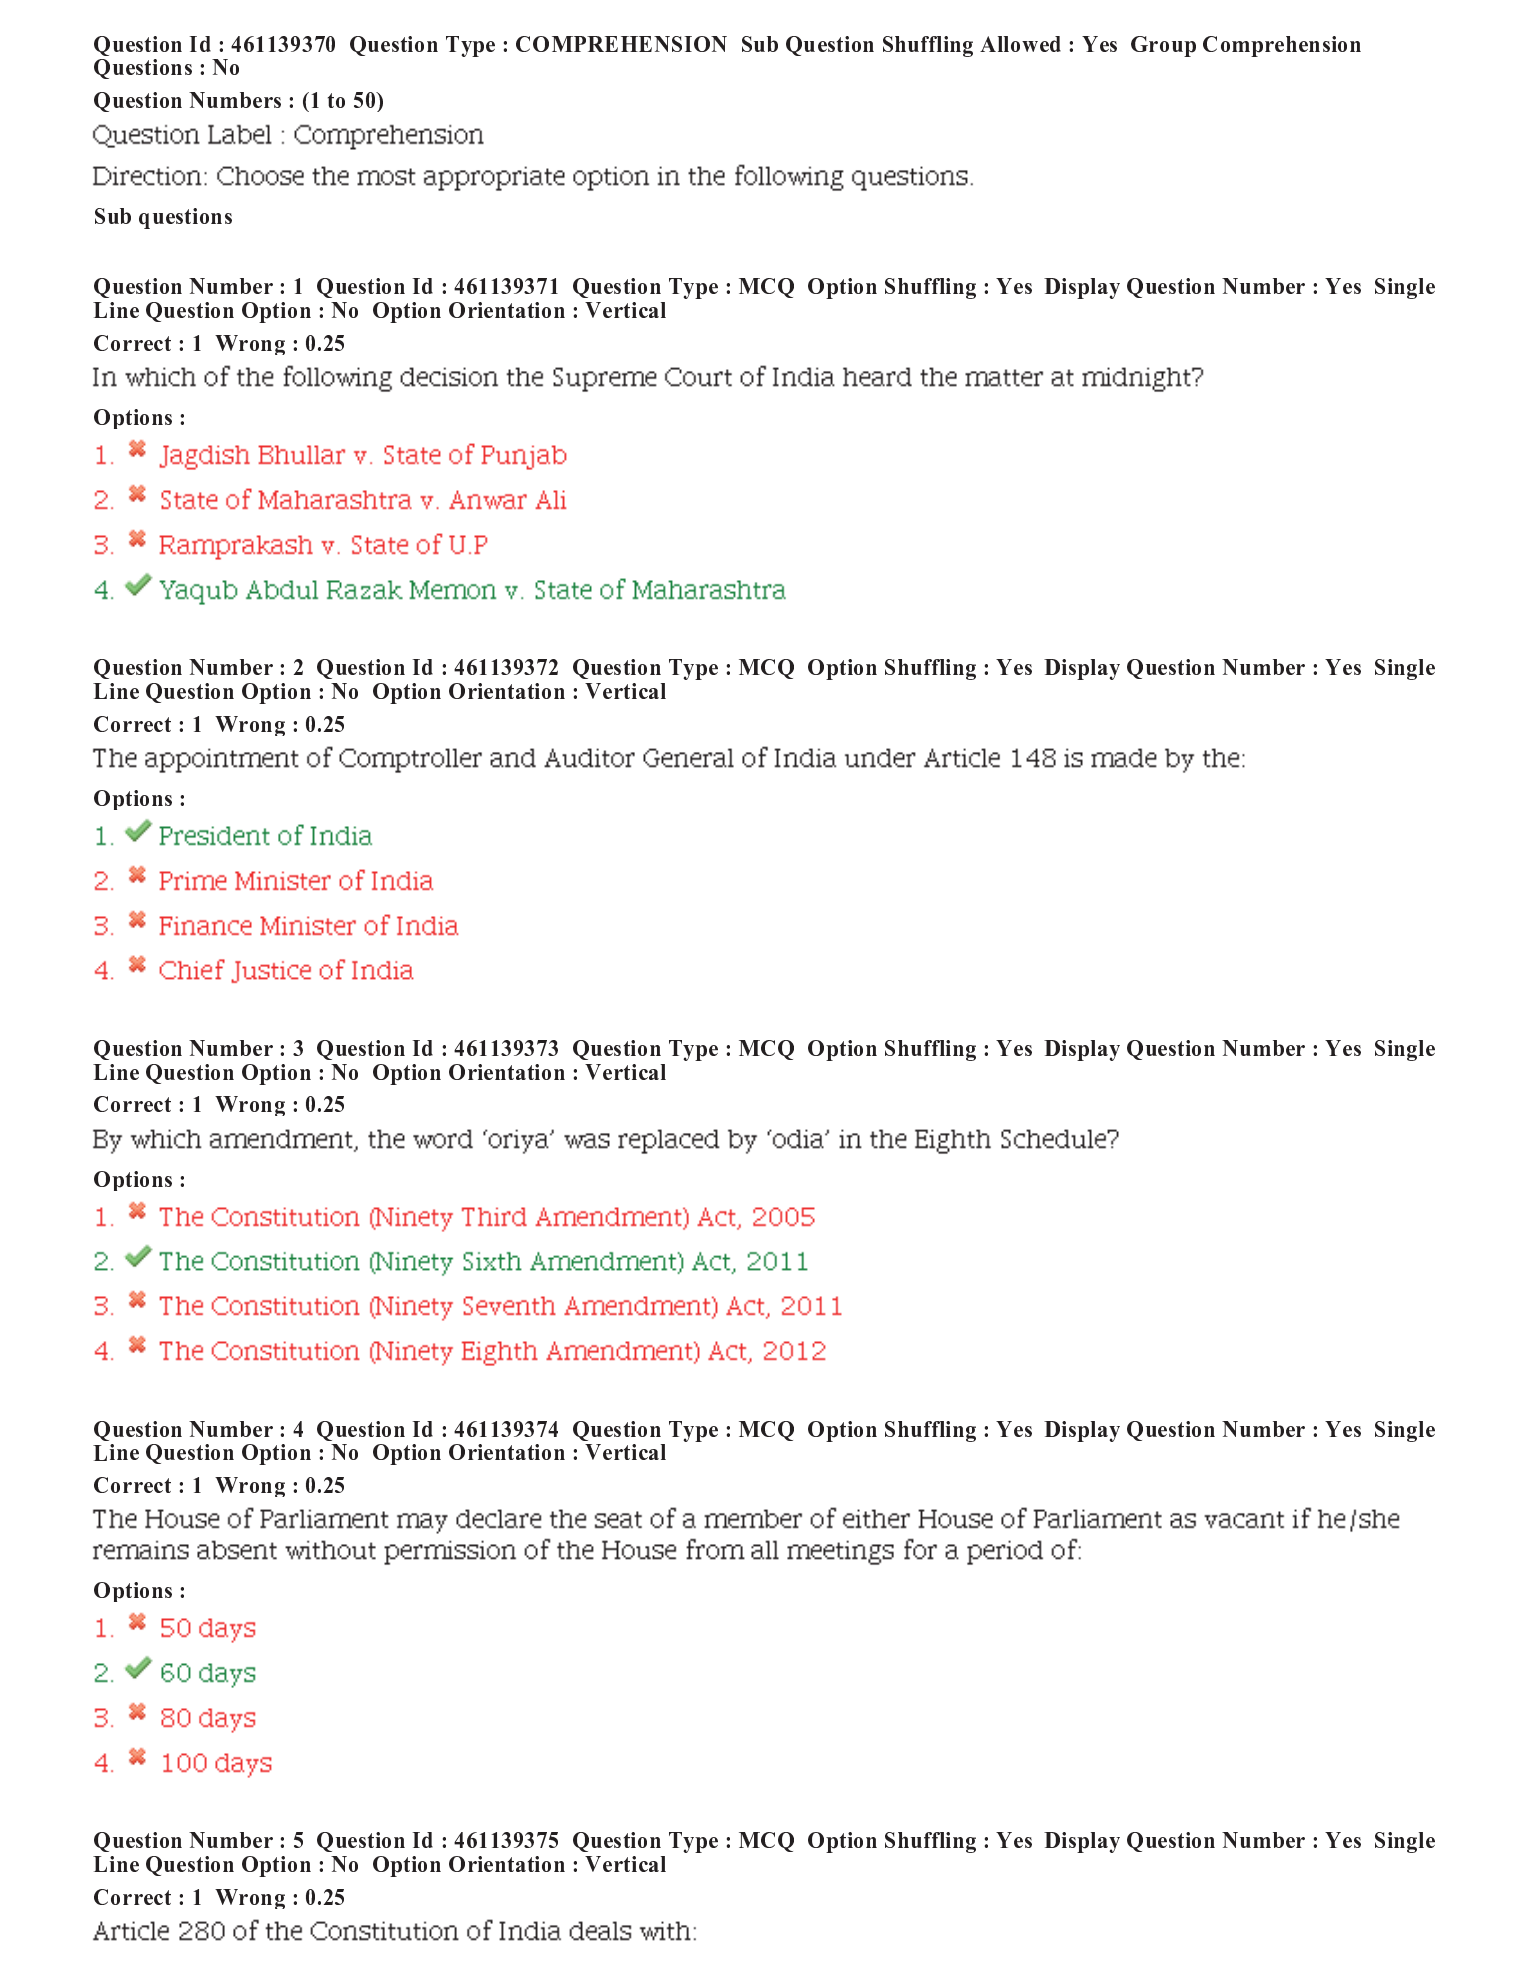 Question Id : 461139370 Question Type : COMPREHENSION Sub Question Shuffling Allowed : Yes Group Comprehension
Questions : No
Question Numbers : (1 to 50)
Question Label : Comprehension
Direction: Choose the most appropriate option in the following questions.
Sub questions
Question Number : 1 Question Id : 461139371 Question Type : MCQ Option Shuffling : Yes Display Question Number : Yes Single
Line Question Option : No Option Orientation : Vertical
Correct : 1 Wrong : 0.25
In which of the following decision the Supreme Court of India heard the matter at midnight?
Options :
1. Jagdish Bhullar v. State of Punjab
2. State of Maharashtra v. Anwar Ali
3. Ramprakash v. State of U.P
4. Yaqub Abdul Razak Memon v. State of Maharashtra
Question Number : 2 Question Id : 461139372 Question Type : MCQ Option Shuffling : Yes Display Question Number : Yes Single
Line Question Option : No Option Orientation : Vertical
Correct : 1 Wrong : 0.25
The appointment of Comptroller and Auditor General of India under Article 148 is made by the:
Options :
1. President of India
2. Prime Minister of India
3. Finance Minister of India
4. Chief Justice of India
Question Number : 3 Question Id : 461139373 Question Type : MCQ Option Shuffling : Yes Display Question Number : Yes Single
Line Question Option : No Option Orientation : Vertical
Correct : 1 Wrong : 0.25
By which amendment, the word ‘oriya’ was replaced by ‘odia’ in the Eighth Schedule?
Options :
1. The Constitution (Ninety Third Amendment) Act, 2005
2. The Constitution (Ninety Sixth Amendment) Act, 2011
3. The Constitution (Ninety Seventh Amendment) Act, 2011
4. The Constitution (Ninety Eighth Amendment) Act, 2012
Question Number : 4 Question Id : 461139374 Question Type : MCQ Option Shuffling : Yes Display Question Number : Yes Single
Line Question Option : No Option Orientation : Vertical
Correct : 1 Wrong : 0.25
The House of Parliament may declare the seat of a member of either House of Parliament as vacant if he/she
remains absent without permission of the House from all meetings for a period of:
Options :
1. 50 days
2. 60 days
3. 80 days
4. 100 days
Question Number : 5 Question Id : 461139375 Question Type : MCQ Option Shuffling : Yes Display Question Number : Yes Single
Line Question Option : No Option Orientation : Vertical
Correct : 1 Wrong : 0.25
Article 280 of the Constitution of India deals with: